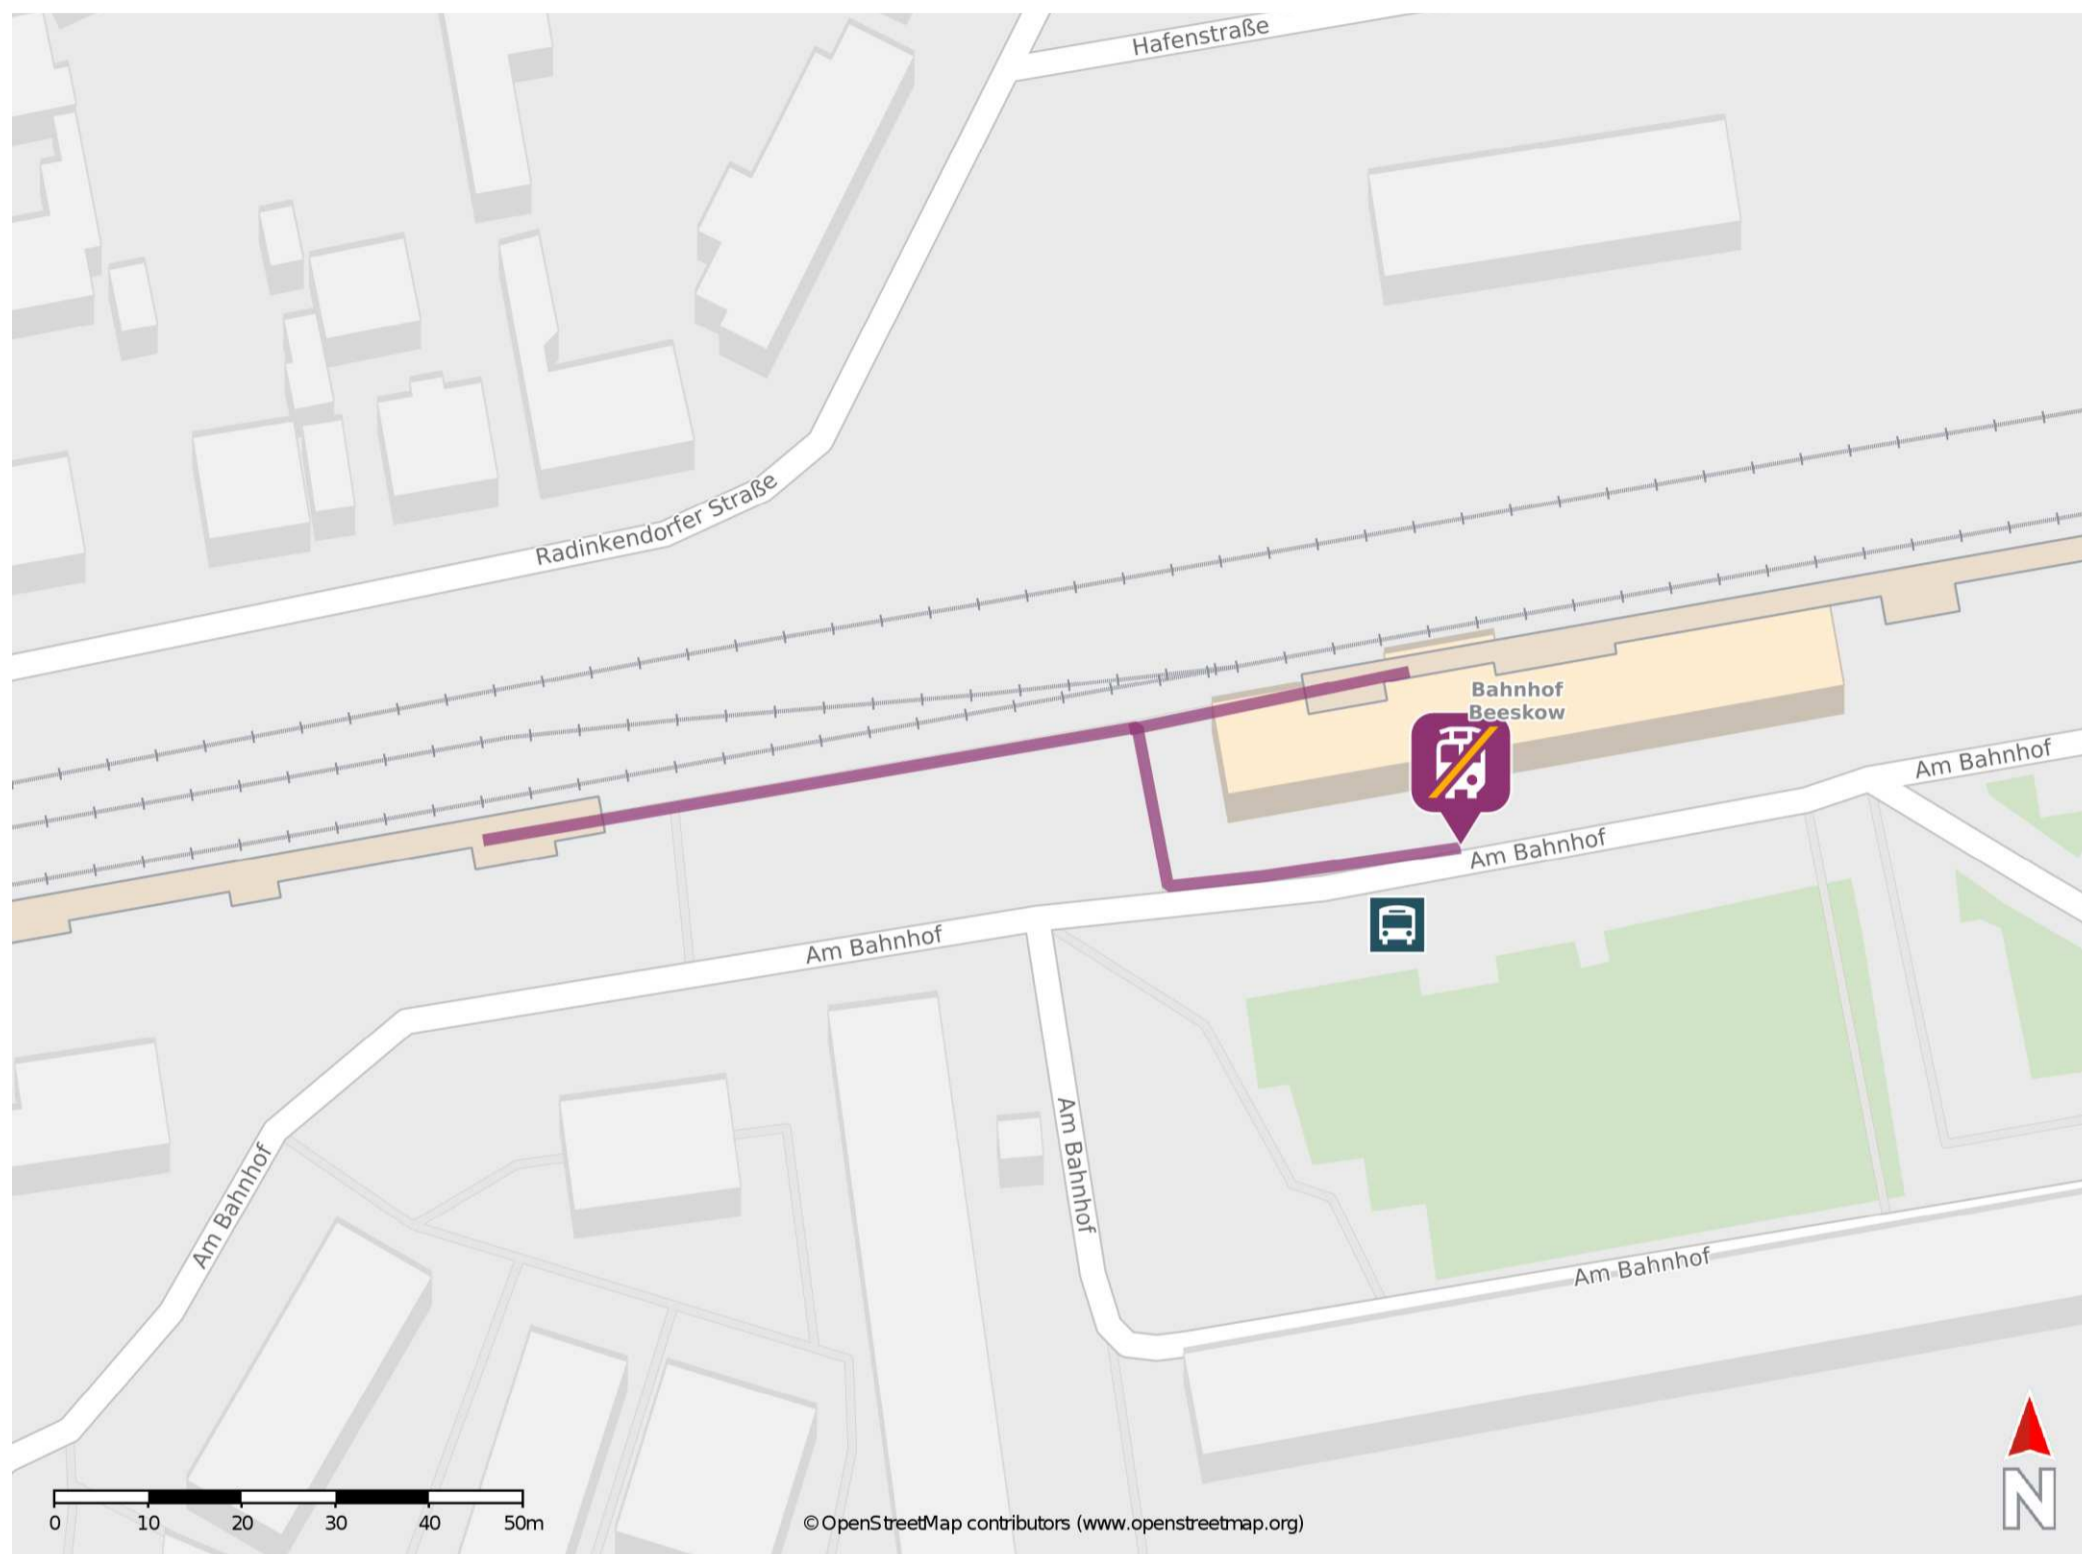 Hafenstraße
Radinkendorfer Straße
Bahnhof
Beeskow
Am Bahnhof
Am Bahnhof
Am Bahnhof
Am Bahnhof
Am Bahnhof
Am Bahnhof
0 10 20 30 40 50m
© OpenStreetMap contributors (www.openstreetmap.org)
N